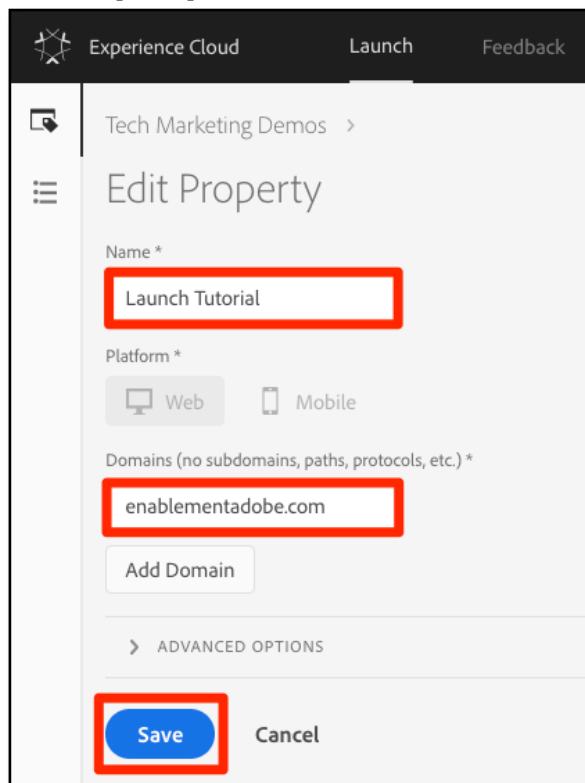 Experience Cloud Launch Feedback
Tech Marketing Demos >
Edit Property
Name *
Launch Tutorial
Platform *
Web Mobile
Domains (no subdomains, paths, protocols, etc.) *
enablementadobe.com
Add Domain
> ADVANCED OPTIONS
Save Cancel